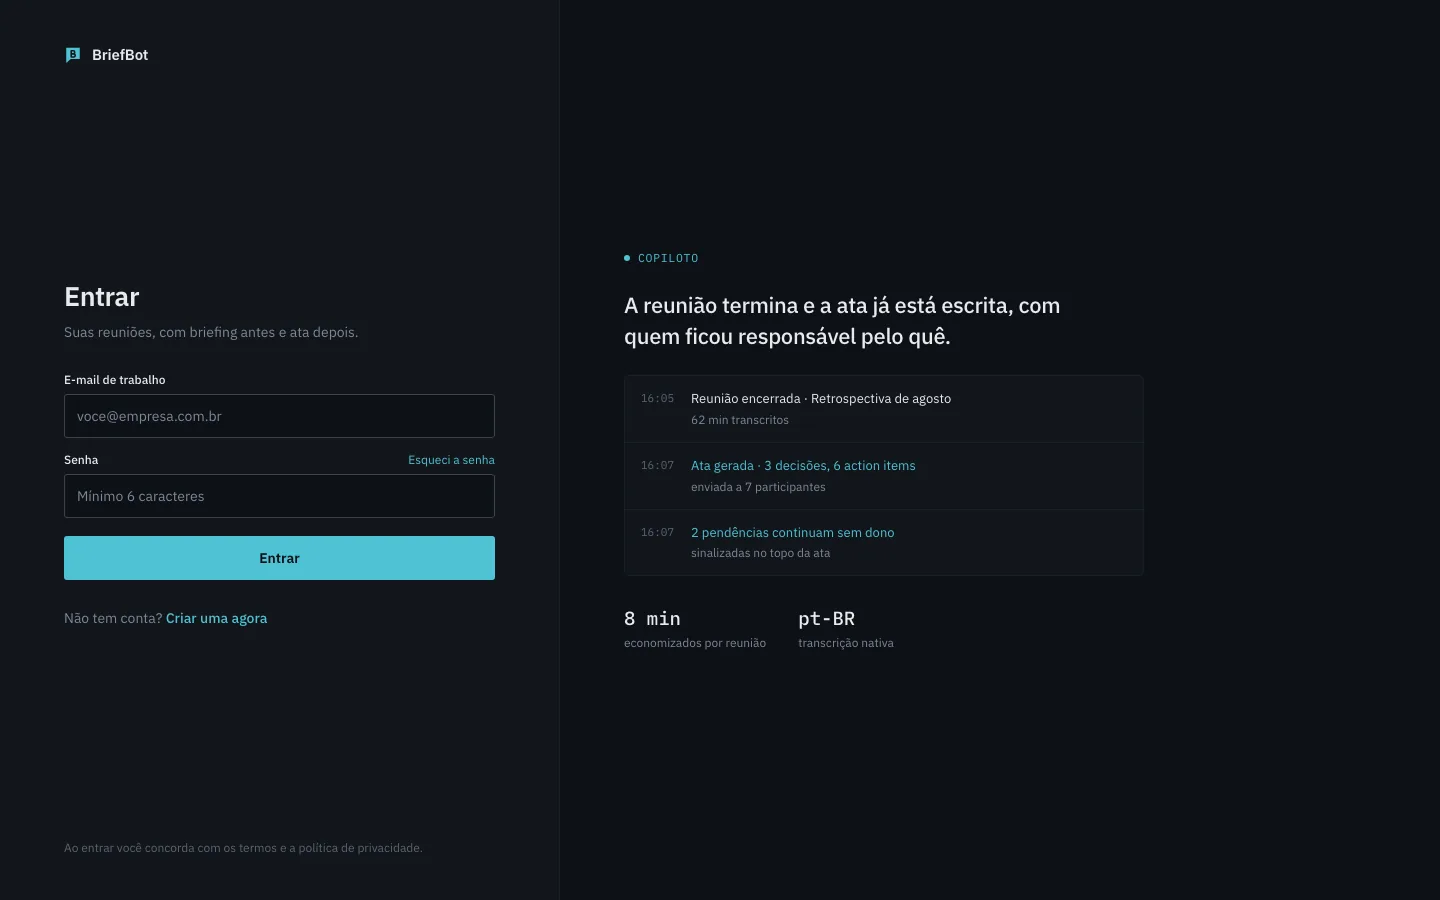 B BriefBot
Entrar
Suas reuniões, com briefing antes e ata depois.
E-mail de trabalho
voce@empresa.com.br
Senha Esqueci a senha
Mínimo 6 caracteres
Entrar
Não tem conta? Criar uma agora
Ao entrar você concorda com os termos e a política de privacidade.
COPILOTO
A reunião termina e a ata já está escrita, com
quem ficou responsável pelo quê.
16:05 Reunião encerrada · Retrospectiva de agosto
62 min transcritos
16:07 Ata gerada · 3 decisões, 6 action items
enviada a 7 participantes
16:07 2 pendências continuam sem dono
sinalizadas no topo da ata
8 min pt-BR
economizados por reunião transcrição nativa